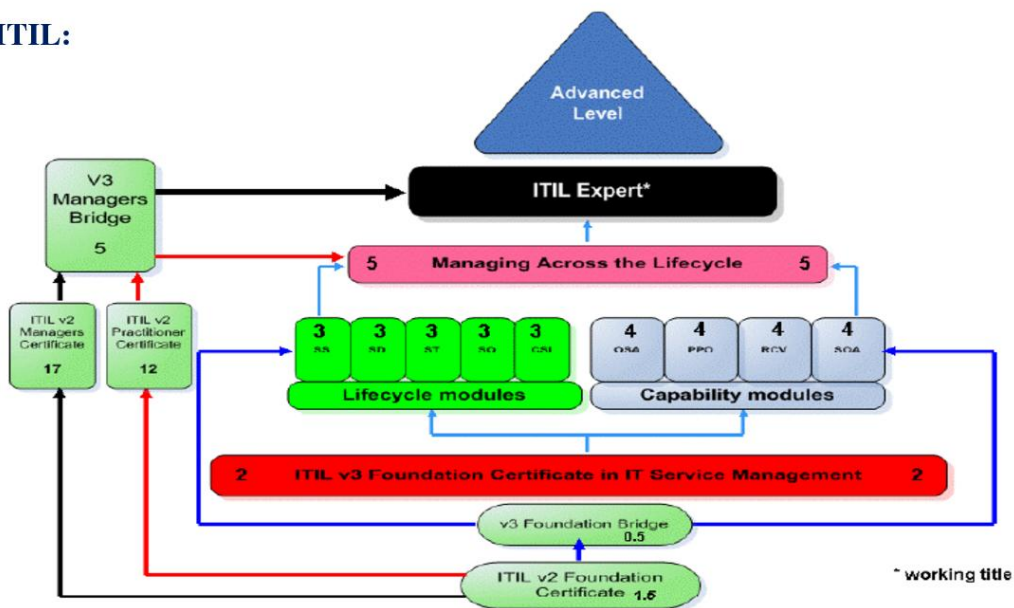 ITIL:
Advanced
Level
ITIL Expert*
V3
Managers
Bridge
5
5 Managing Across the Lifecycle 5
ITIL v2
Managers
Certificate
17
ITIL v2
Practitioner
Certificate
12
3 3 3 3 3
SS SD ST SO CSI
Lifecycle modules
4 4 4 4
OSA PPO RCV SOA
Capability modules
2 ITIL v3 Foundation Certificate in IT Service Management 2
v3 Foundation Bridge
0.5
ITIL v2 Foundation
Certificate 1.5
* working title